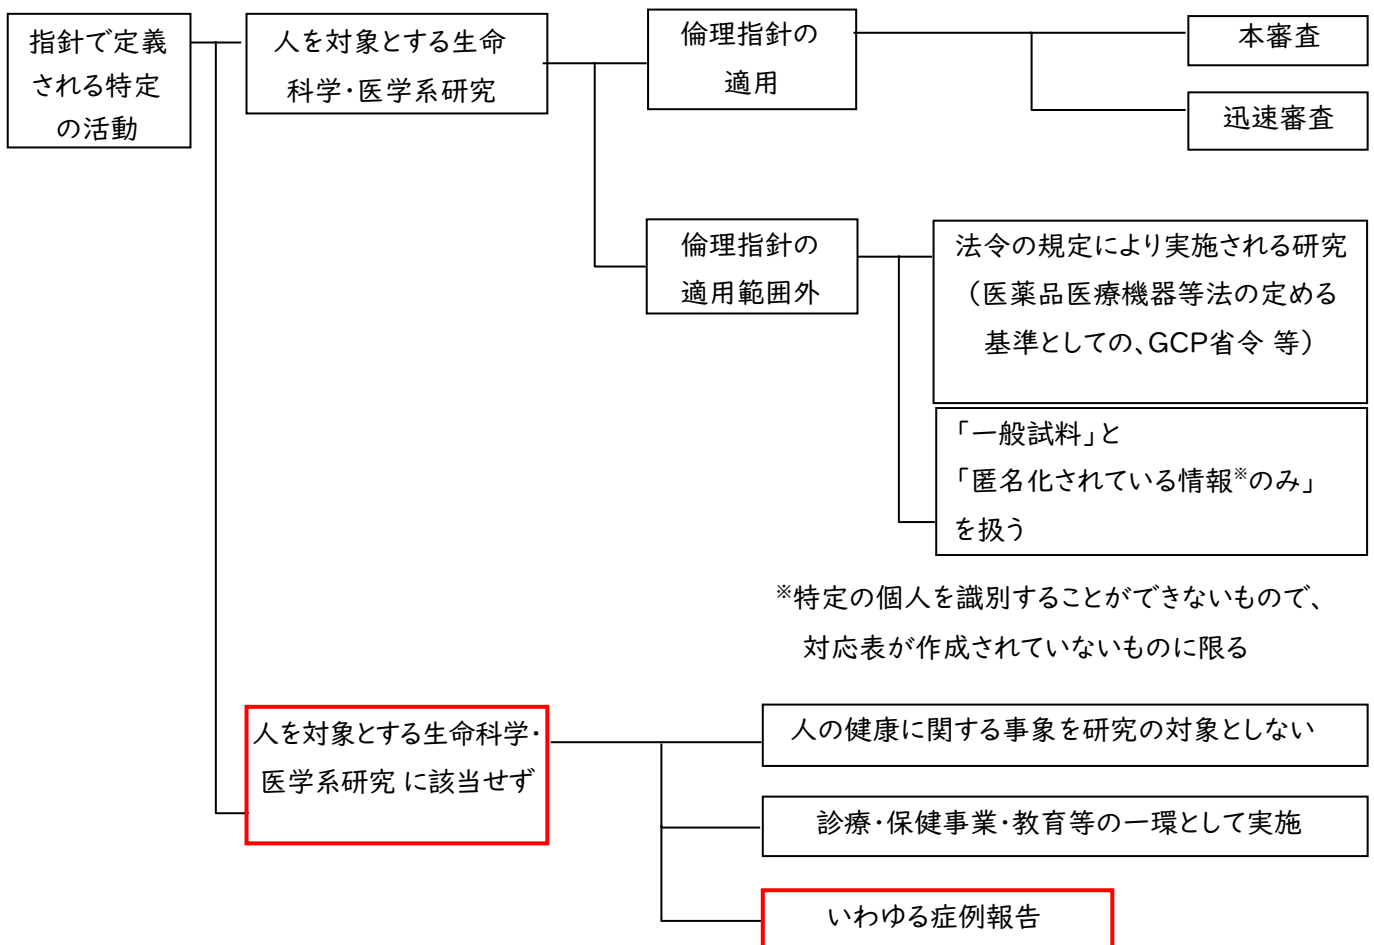 指針で定義
される特定
の活動
人を対象とする生命
科学・医学系研究
倫理指針の
適用
本審査
迅速審査
倫理指針の
適用範囲外
法令の規定により実施される研究
（医薬品医療機器等法の定める
基準としての、GCP省令 等）
「一般試料」と
「匿名化されている情報※のみ」
を扱う
※特定の個人を識別することができないもので、
対応表が作成されていないものに限る
人を対象とする生命科学・
医学系研究 に該当せず
人の健康に関する事象を研究の対象としない
診療・保健事業・教育等の一環として実施
いわゆる症例報告